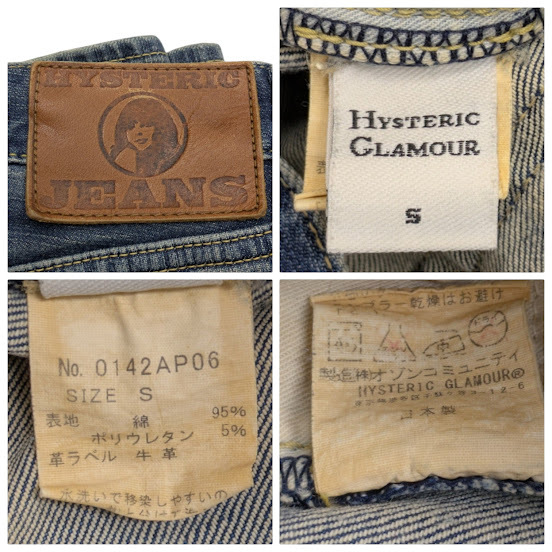 HYSTERIC
JEANS
HYSTERIC
GLAMOUR
S
No. 0142AP06
SIZE S
表地 綿 95%
ポリウレタン 5%
革ラベル 牛革
水洗いで移染しやすいの
タンブラー乾燥はお避け
製造㈱オゾンコミュニティ
HYSTERIC GLAMOUR®
日本製